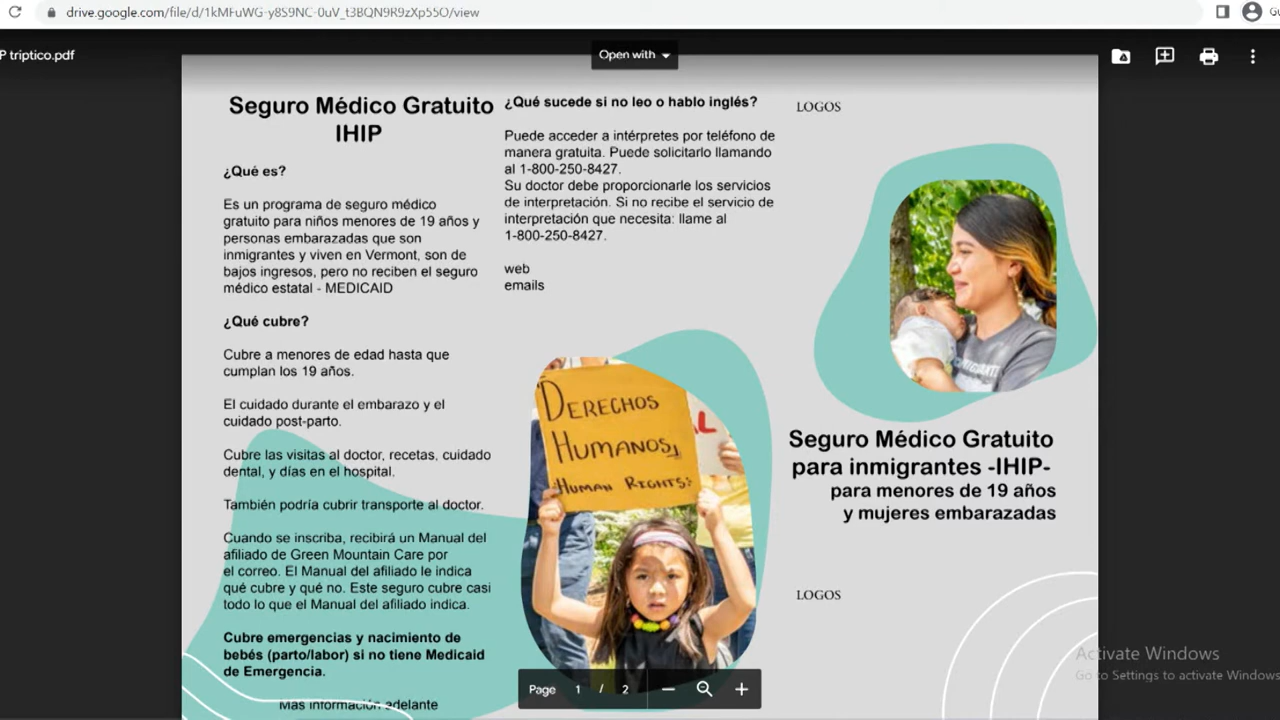 drive.google.com/file/d/1kMFuWG-y8S9NC-0uV_t3BQN9R9zXp55O/view
P triptico.pdf
Open with
Seguro Médico Gratuito
IHIP
¿Qué es?
Es un programa de seguro médico
gratuito para niños menores de 19 años y
personas embarazadas que son
inmigrantes y viven en Vermont, son de
bajos ingresos, pero no reciben el seguro
médico estatal - MEDICAID
¿Qué cubre?
Cubre a menores de edad hasta que
cumplan los 19 años.
El cuidado durante el embarazo y el
cuidado post-parto.
Cubre las visitas al doctor, recetas, cuidado
dental, y días en el hospital.
También podría cubrir transporte al doctor.
Cuando se inscriba, recibirá un Manual del
afiliado de Green Mountain Care por
el correo. El Manual del afiliado le indica
qué cubre y qué no. Este seguro cubre casi
todo lo que el Manual del afiliado indica.
Cubre emergencias y nacimiento de
bebés (parto/labor) si no tiene Medicaid
de Emergencia.
Mas información adelante
¿Qué sucede si no leo o hablo inglés?
Puede acceder a intérpretes por teléfono de
manera gratuita. Puede solicitarlo llamando
al 1-800-250-8427.
Su doctor debe proporcionarle los servicios
de interpretación. Si no recibe el servicio de
interpretación que necesita: llame al
1-800-250-8427.
web
emails
DERECHOS
HUMANOS,
HUMAN RIGHTS
LOGOS
Seguro Médico Gratuito
para inmigrantes -IHIP-
para menores de 19 años
y mujeres embarazadas
LOGOS
Page 1 / 2
Activate Windows
Go to Settings to activate Windows